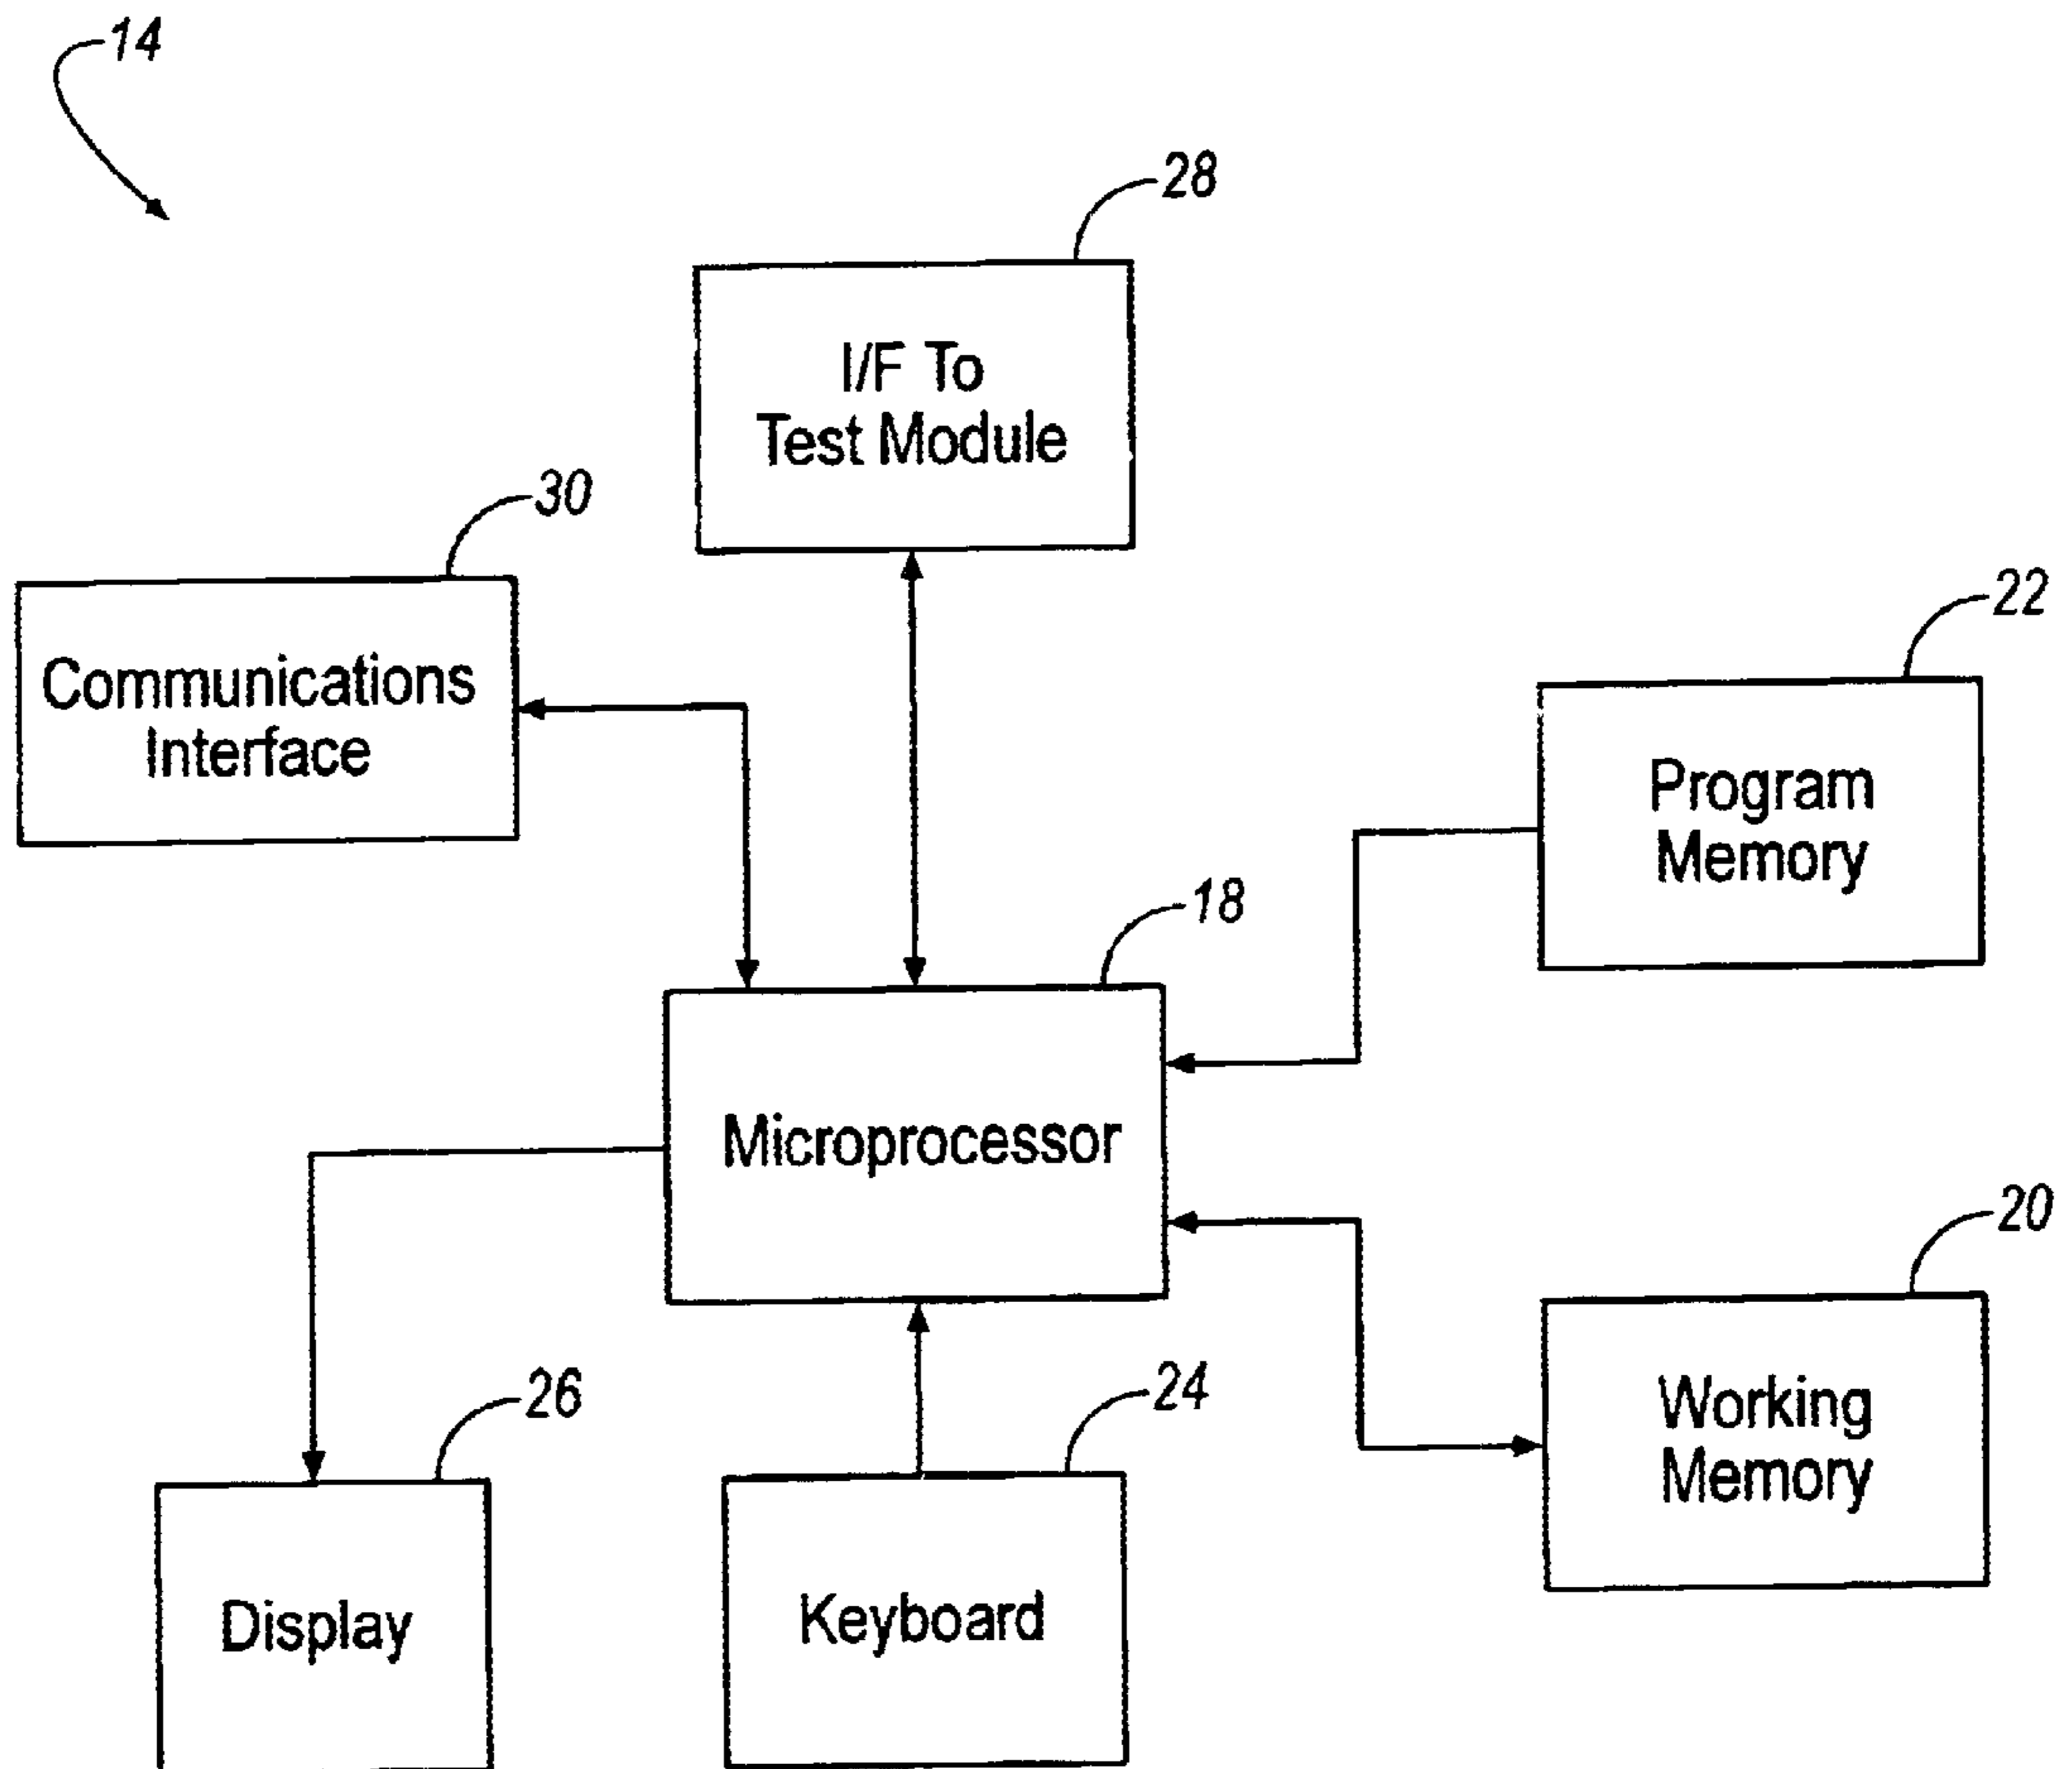 14
28
I/F To
Test Module
30
Communications
Interface
22
Program
Memory
18
Microprocessor
20
Working
Memory
26
Display
24
Keyboard